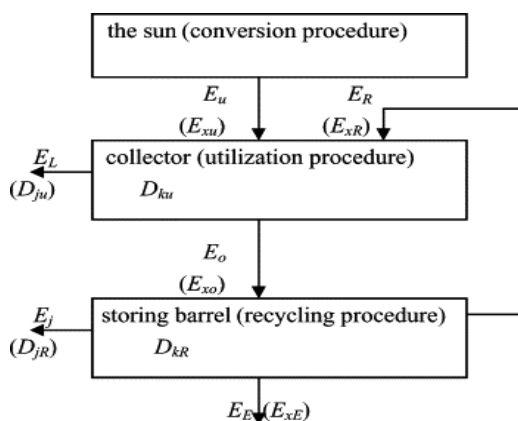 the sun (conversion procedure)
E_u E_R
(E_xu) (E_xR)
collector (utilization procedure)
E_L
(D_ju) D_ku
E_o
(E_xo)
storing barrel (recycling procedure)
E_j
(D_jR) D_kR
E_E (E_xE)